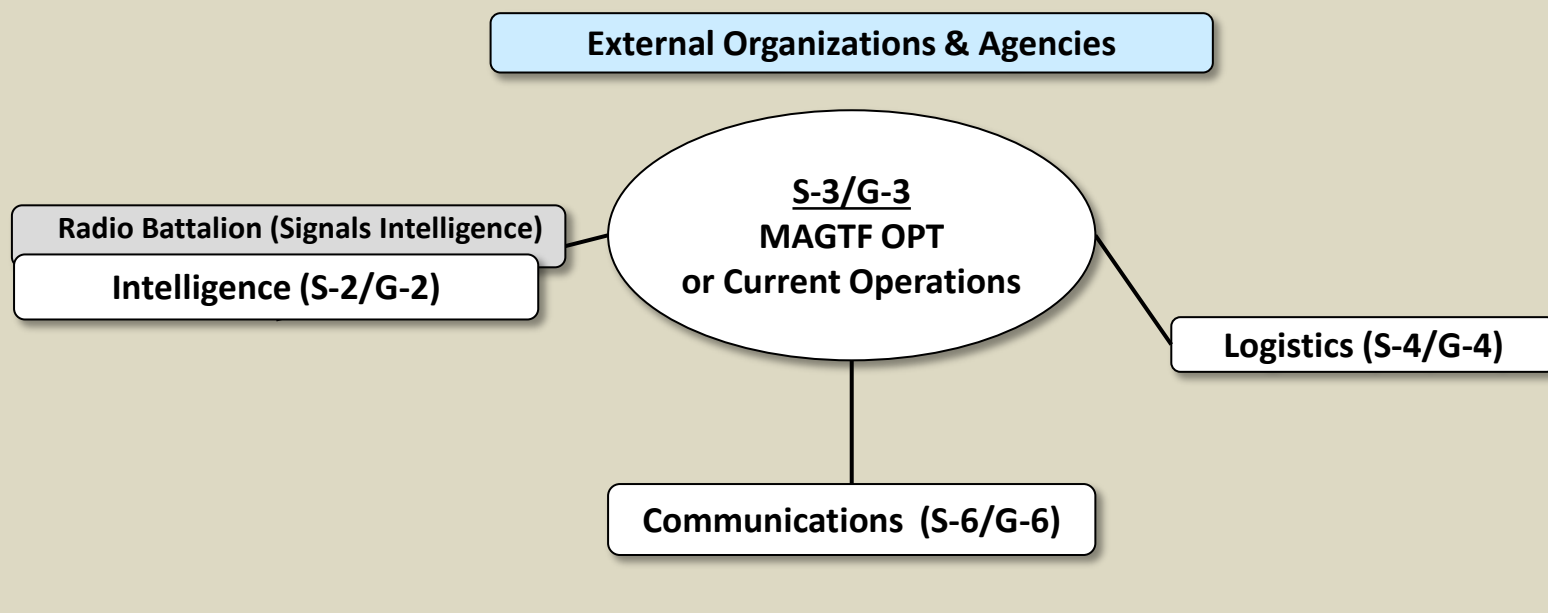 External Organizations & Agencies
S-3/G-3
MAGTF OPT
or Current Operations
Radio Battalion (Signals Intelligence)
Intelligence (S-2/G-2)
Logistics (S-4/G-4)
Communications  (S-6/G-6)